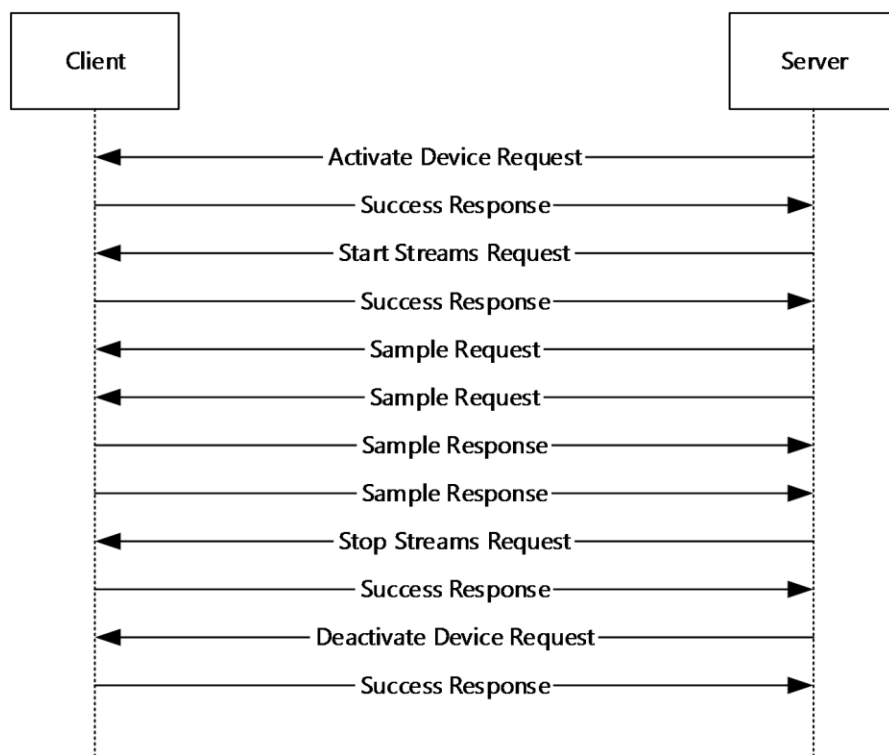 Client
Server
Activate Device Request
Success Response
Start Streams Request
Success Response
Sample Request
Sample Request
Sample Response
Sample Response
Stop Streams Request
Success Response
Deactivate Device Request
Success Response